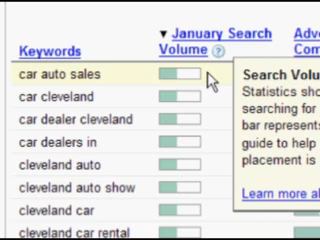 ▼ January Search Adve
Keywords Volume ? Com
car auto sales
car cleveland
car dealer cleveland
car dealers in
cleveland auto
cleveland auto show
cleveland car
cleveland car rental
Search Volu
Statistics sho
searching for
bar represents
guide to help
placement is
Learn more a